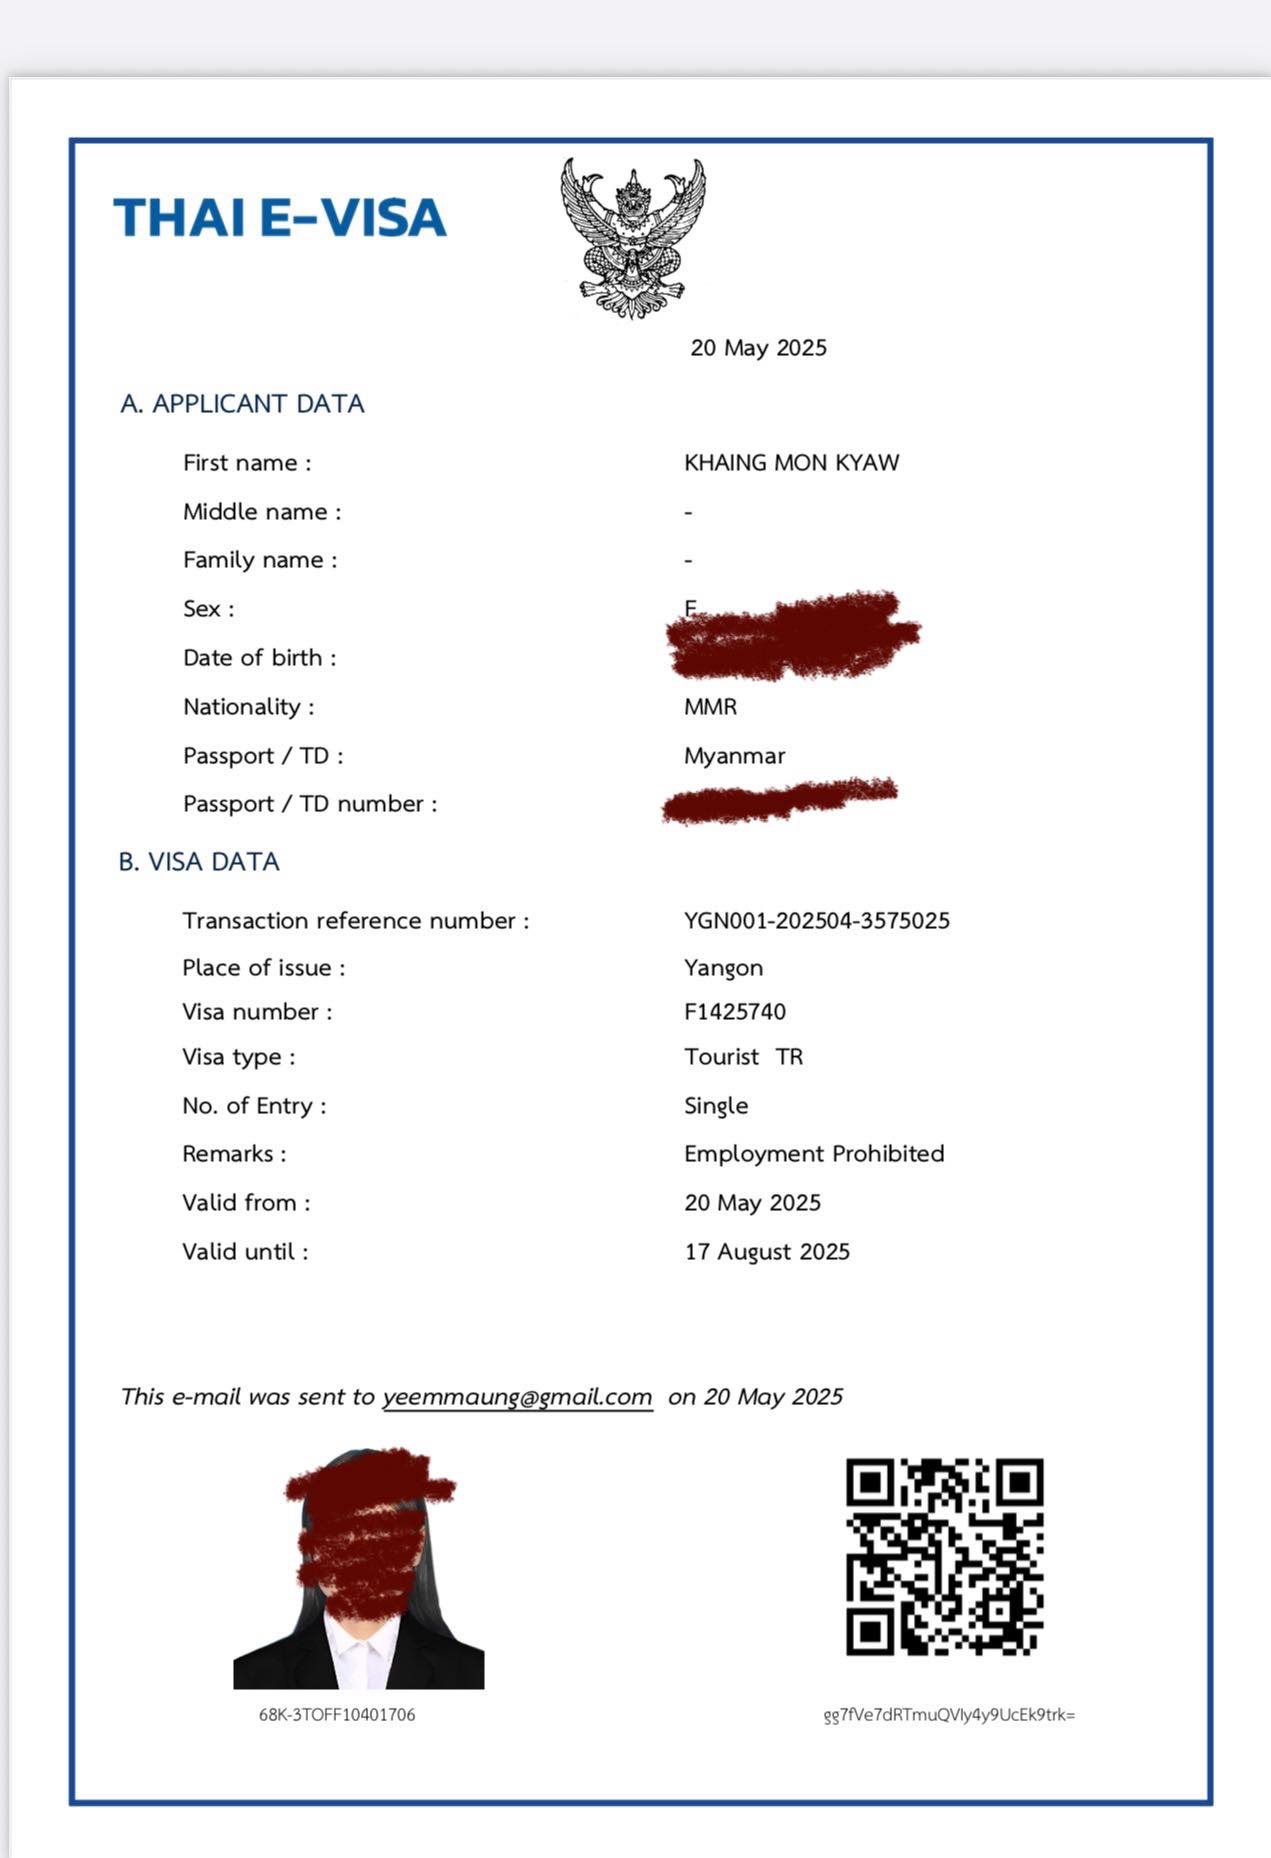 THAI E-VISA
20 May 2025
A. APPLICANT DATA
First name : KHAING MON KYAW
Middle name : -
Family name : -
Sex : F
Date of birth :
Nationality : MMR
Passport / TD : Myanmar
Passport / TD number :
B. VISA DATA
Transaction reference number : YGN001-202504-3575025
Place of issue : Yangon
Visa number : F1425740
Visa type : Tourist TR
No. of Entry : Single
Remarks : Employment Prohibited
Valid from : 20 May 2025
Valid until : 17 August 2025
This e-mail was sent to yeemmaung@gmail.com on 20 May 2025
68K-3TOFF10401706
gg7fVe7dRTmuQVIy4y9UcEk9trk=